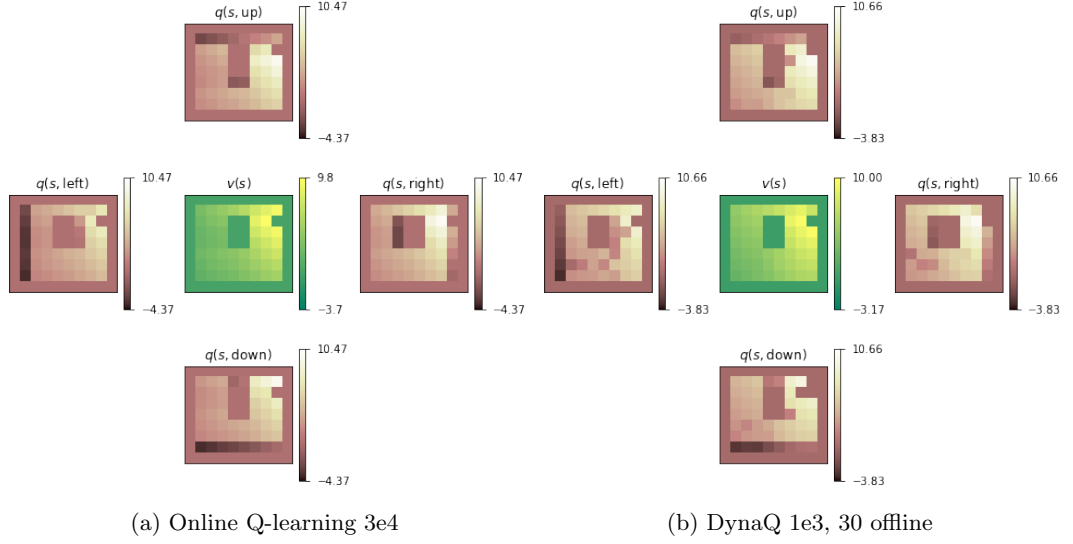 q(s, up)
10.47
−4.37
q(s, up)
10.66
−3.83
q(s, left)
10.47
−4.37
v(s)
9.8
−3.7
q(s, right)
10.47
−4.37
q(s, left)
10.66
−3.83
v(s)
10.00
−3.17
q(s, right)
10.66
−3.83
q(s, down)
10.47
−4.37
q(s, down)
10.66
−3.83
(a) Online Q-learning 3e4
(b) DynaQ 1e3, 30 offline